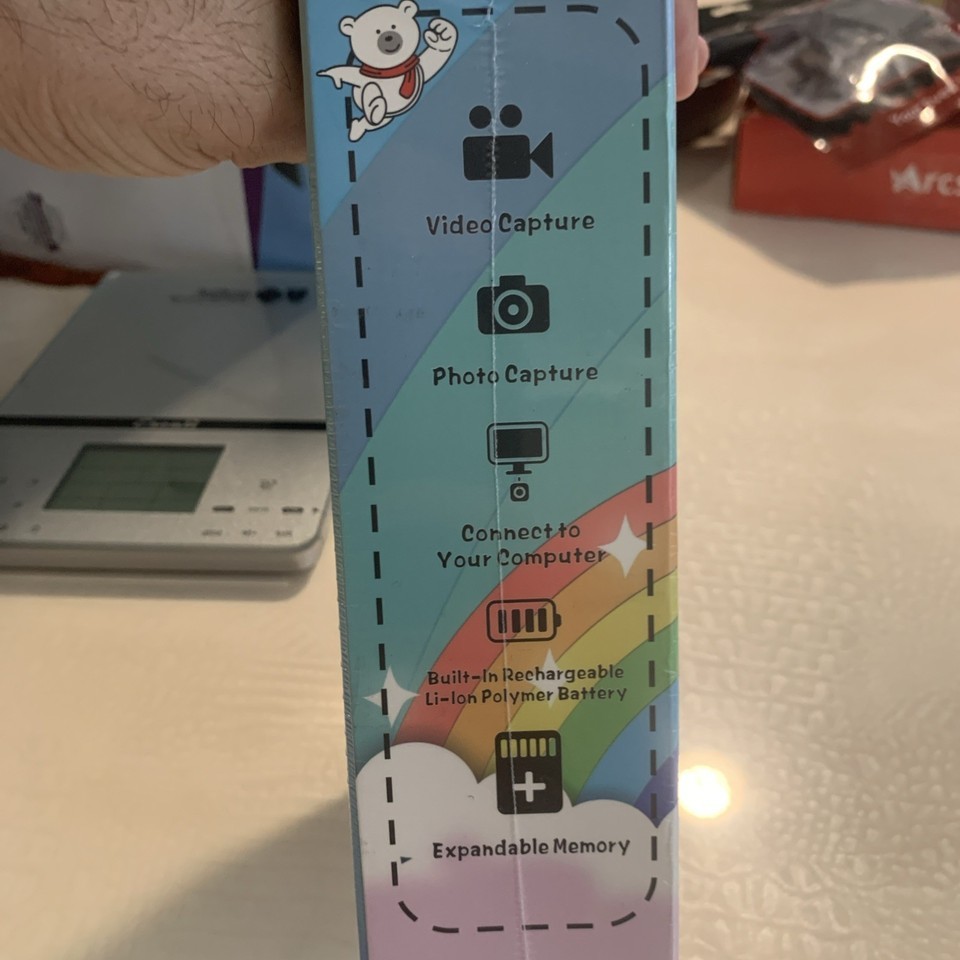 Video Capture
Photo Capture
Connect to
Your Computer
Built-In Rechargeable
Li-Ion Polymer Battery
Expandable Memory